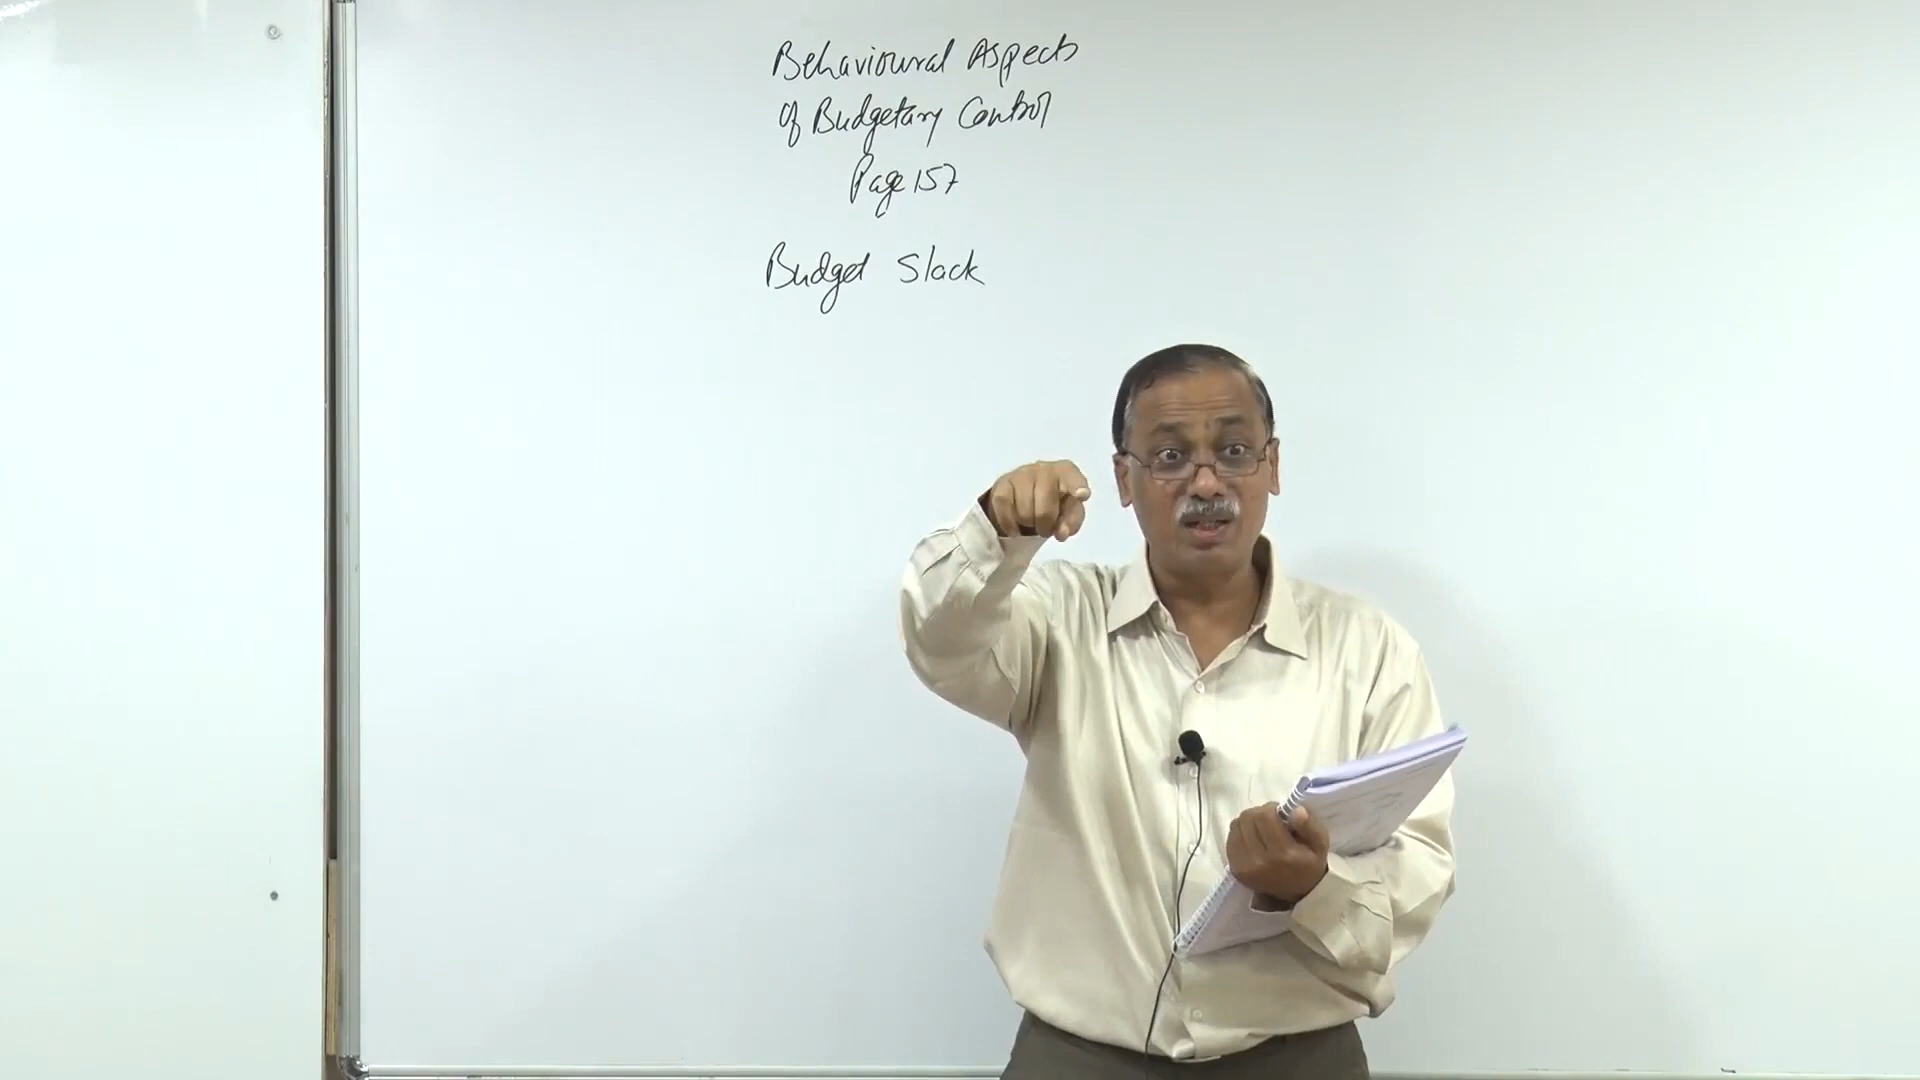 Behavioural Aspects
of Budgetary Control
Page 157
Budget Slack